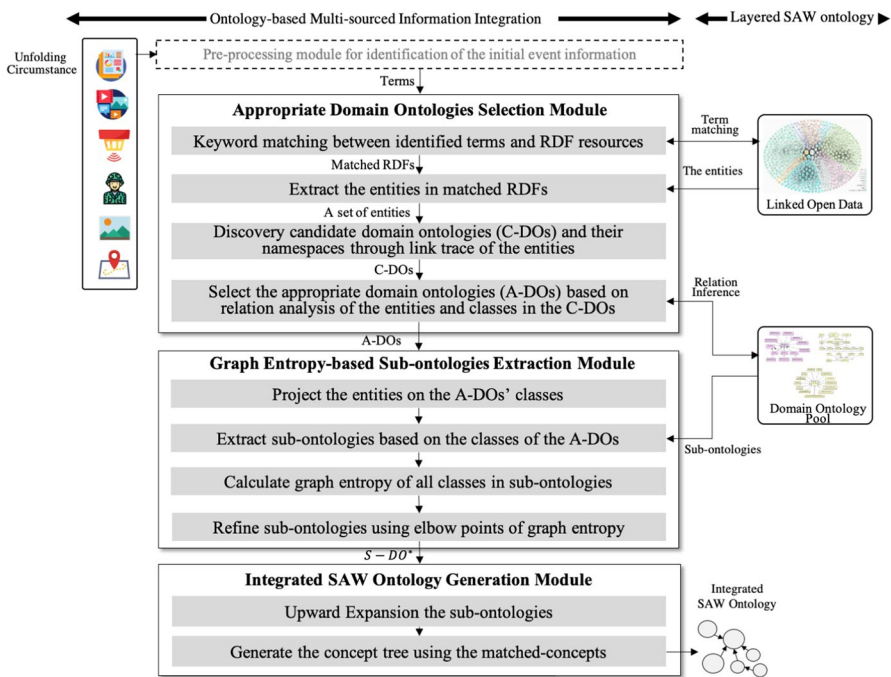 Ontology-based Multi-sourced Information Integration
Layered SAW ontology
Unfolding
Circumstance
Pre-processing module for identification of the initial event information
Terms
Appropriate Domain Ontologies Selection Module
Keyword matching between identified terms and RDF resources
Term
matching
Matched RDFs
The entities
Extract the entities in matched RDFs
Linked Open Data
A set of entities
Discovery candidate domain ontologies (C-DOs) and their
namespaces through link trace of the entities
C-DOs
Select the appropriate domain ontologies (A-DOs) based on
relation analysis of the entities and classes in the C-DOs
Relation
Inference
A-DOs
Graph Entropy-based Sub-ontologies Extraction Module
Project the entities on the A-DOs' classes
Domain Ontology
Pool
Extract sub-ontologies based on the classes of the A-DOs
Sub-ontologies
Calculate graph entropy of all classes in sub-ontologies
Refine sub-ontologies using elbow points of graph entropy
S − DO*
Integrated SAW Ontology Generation Module
Upward Expansion the sub-ontologies
Generate the concept tree using the matched-concepts
Integrated
SAW Ontology